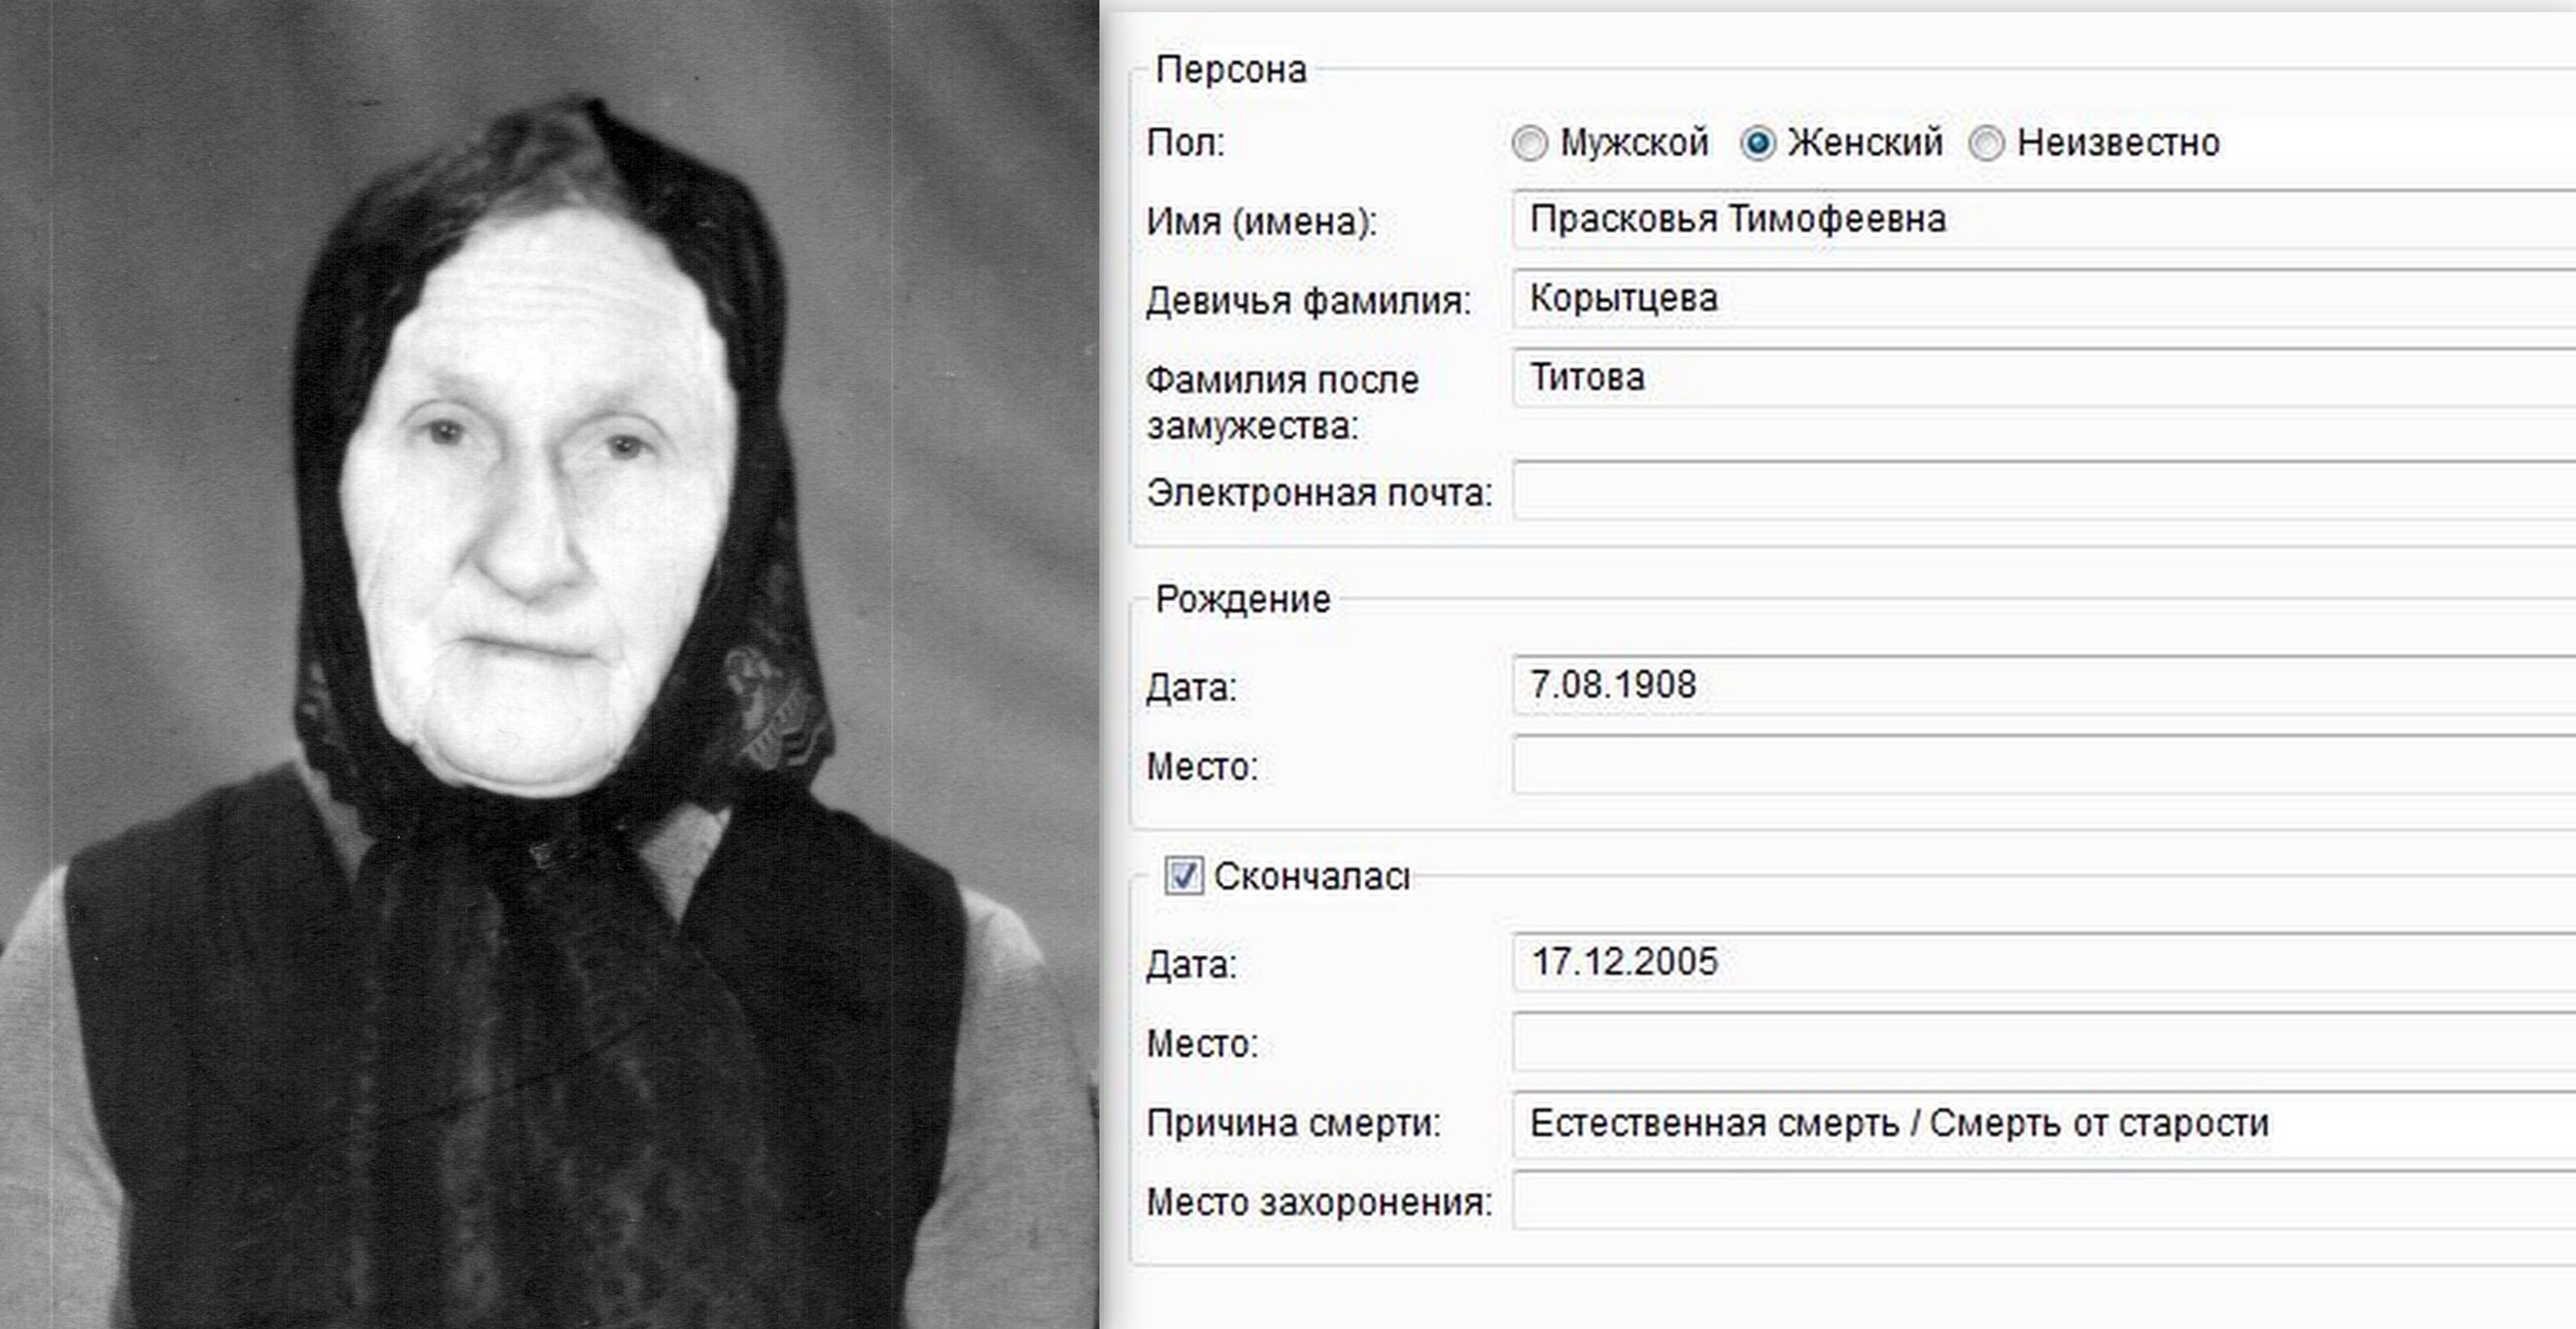 Персона
Пол: Мужской Женский Неизвестно
Имя (имена): Прасковья Тимофеевна
Девичья фамилия: Корытцева
Фамилия после Титова
замужества:
Электронная почта:
Рождение
Дата: 7.08.1908
Место:
Скончалась
Дата: 17.12.2005
Место:
Причина смерти: Естественная смерть / Смерть от старости
Место захоронения: